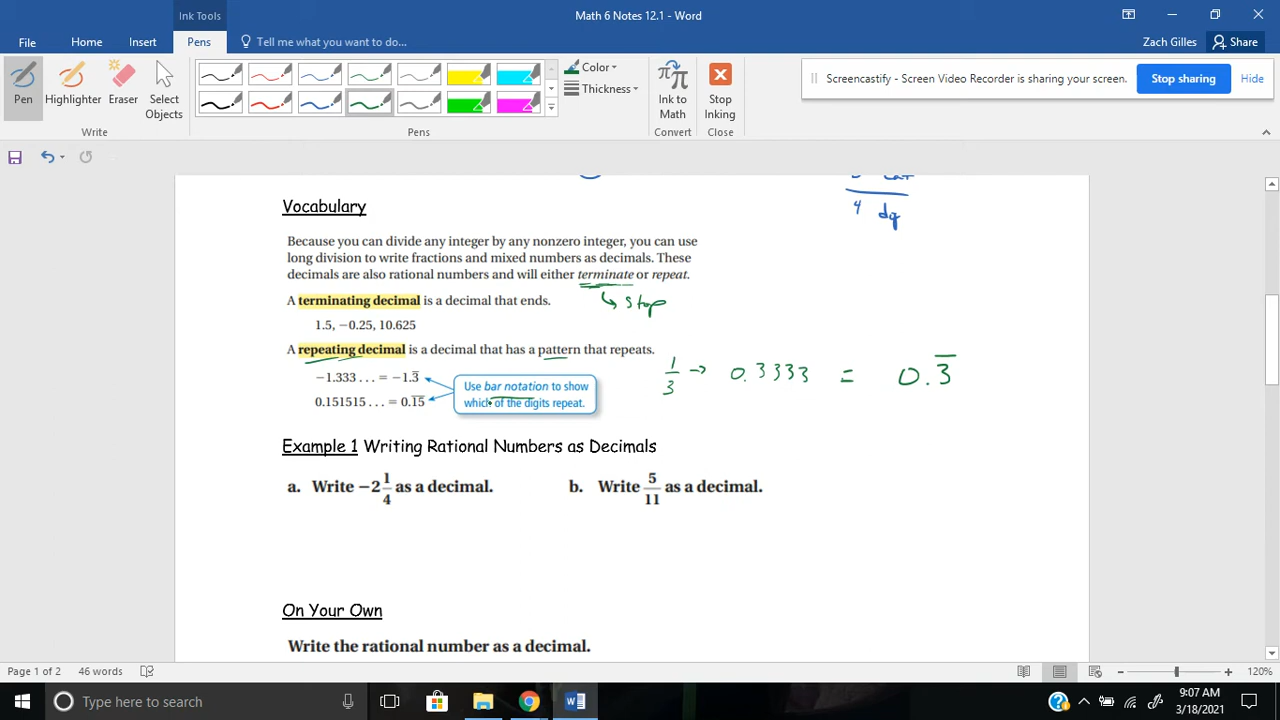 Ink Tools
Math 6 Notes 12.1 - Word
File Home Insert Pens Tell me what you want to do... Zach Gilles Share
Pen Highlighter Eraser Select Objects
Color
Thickness
Ink to Math
Stop Inking
Write Pens Convert Close
Screencastify - Screen Video Recorder is sharing your screen. Stop sharing Hide
4 dq
Vocabulary
Because you can divide any integer by any nonzero integer, you can use
long division to write fractions and mixed numbers as decimals. These
decimals are also rational numbers and will either terminate or repeat.
A terminating decimal is a decimal that ends.
stop
1.5, −0.25, 10.625
A repeating decimal is a decimal that has a pattern that repeats.
−1.333 . . . = −1.3̅
0.151515 . . . = 0.1̅5̅
Use bar notation to show
which of the digits repeat.
1/3 → 0.3333 = 0.3̅
Example 1 Writing Rational Numbers as Decimals
a. Write −2 1/4 as a decimal. b. Write 5/11 as a decimal.
On Your Own
Write the rational number as a decimal.
Page 1 of 2 46 words 120%
Type here to search
9:07 AM
3/18/2021